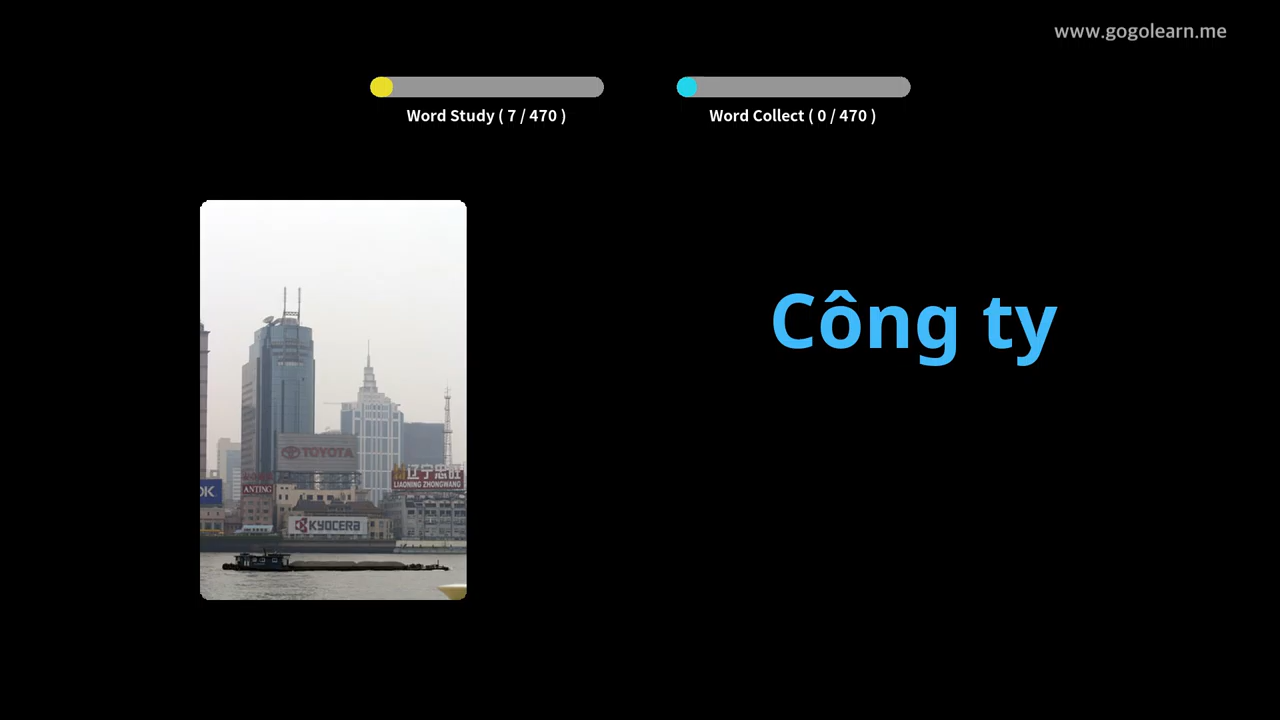 www.gogolearn.me
Word Study ( 7 / 470 )
Word Collect ( 0 / 470 )
Công ty
TOYOTA
辽宁忠旺
LIAONING ZHONGWANG
OK
ANTING
KYOCERA